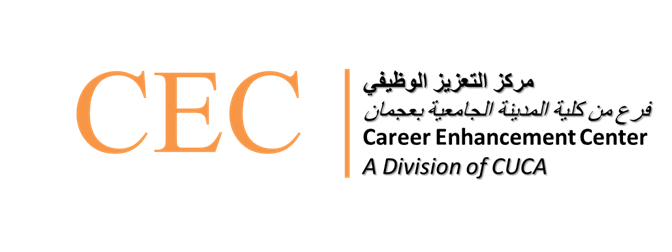 CEC
مركز التعزيز الوظيفي
فرع من كلية المدينة الجامعية بعجمان
Career Enhancement Center
A Division of CUCA